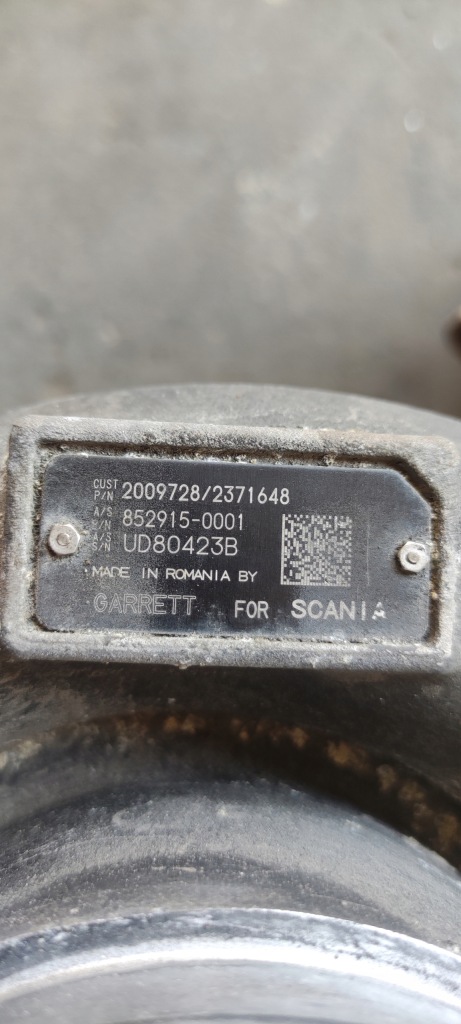 CUST P/N 2009728/2371648
A/S P/N 852915-0001
A/S S/N UD80423B
MADE IN ROMANIA BY
GARRETT FOR SCANIA